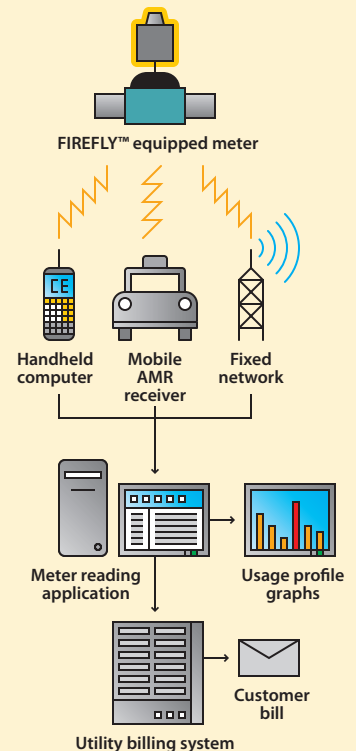 FIREFLY™ equipped meter
CE
Handheld
computer
Mobile
AMR
receiver
Fixed
network
Meter reading
application
Usage profile
graphs
Customer
bill
Utility billing system